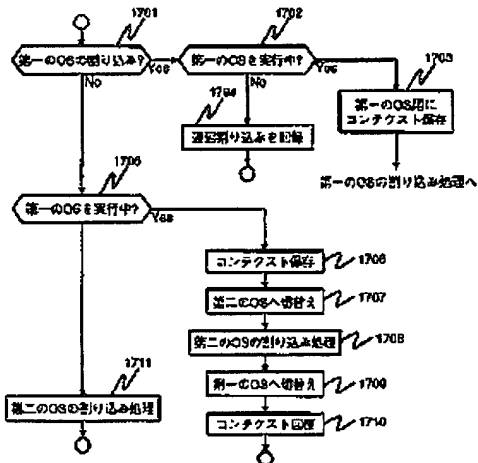 1701
第一のOSの割り込み?
Yes
No
1702
第一のOSを実行中?
Yes
No
1703
第一のOS用に
コンテクスト保存
第一のOSの割り込み処理へ
1704
遅延割り込みを記録
1705
第一のOSを実行中?
Yes
コンテクスト保存
1706
第二のOSへ切替え
1707
第二のOSの割り込み処理
1708
第一のOSへ切替え
1709
コンテクスト回復
1710
1711
第二のOSの割り込み処理